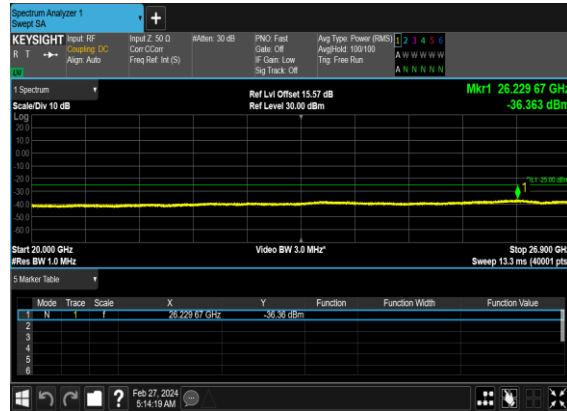 Spectrum Analyzer 1
Swept SA
+
KEYSIGHT Input: RF Input Z: 50 Ω #Atten: 30 dB PNO: Fast Avg Type: Power (RMS) 1 2 3 4 5 6
R T Coupling: DC Corr CCorr Gate: Off Avg|Hold: 100/100 A W W W W W
Align: Auto Freq Ref: Int (S) IF Gain: Low Trig: Free Run
LW Sig Track: Off A N N N N N
1 Spectrum Ref Lvl Offset 15.57 dB Mkr1 26.229 67 GHz
Scale/Div 10 dB Ref Level 30.00 dBm -36.363 dBm
Log
20.0
10.0
0.00
-10.0
-20.0
DL1 -25.00 dBm
-30.0
1
-40.0
-50.0
-60.0
Start 20.000 GHz Video BW 3.0 MHz* Stop 26.900 GHz
#Res BW 1.0 MHz Sweep 13.3 ms (40001 pts)
5 Marker Table
Mode Trace Scale X Y Function Function Width Function Value
1 N 1 f 26.229 67 GHz -36.36 dBm
2
3
4
5
6
? Feb 27, 2024
5:14:19 AM